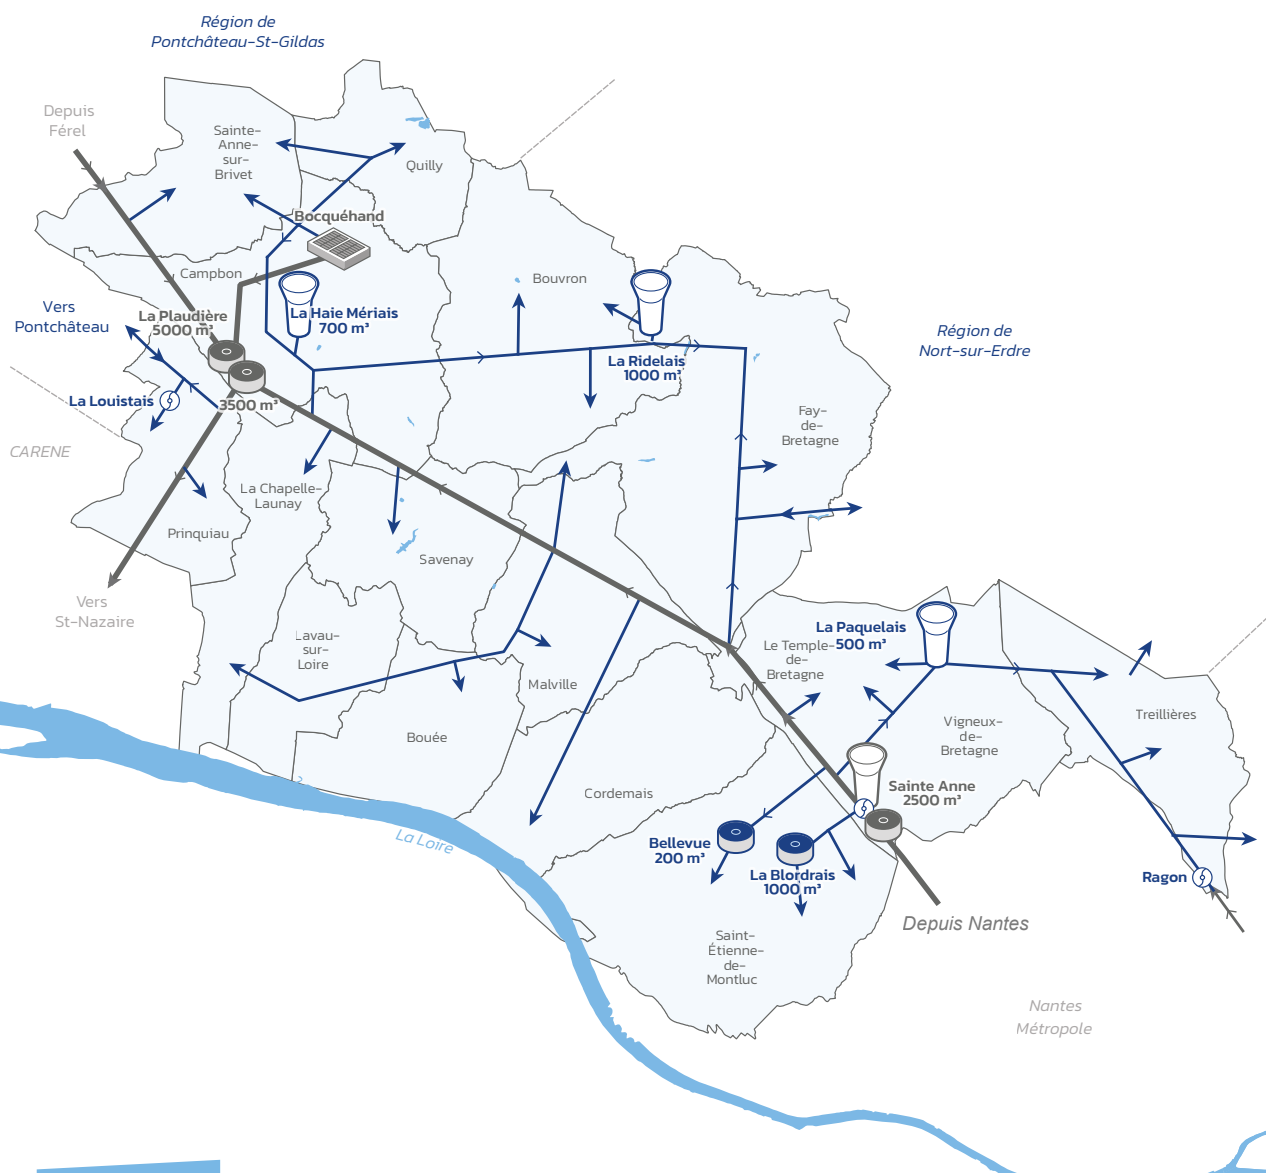 Région de
Pontchâteau-St-Gildas
Depuis
Férel
Sainte-
Anne-
sur-
Brivet
Quilly
Bocquéhand
Campbon
Bouvron
Vers
Pontchâteau
La Plaudière
5000 m³
La Haie Mériais
700 m³
Région de
Nort-sur-Erdre
La Ridelais
1000 m³
La Louistais
3500 m³
Fay-
de-
Bretagne
CARENE
La Chapelle-
Launay
Prinquiau
Savenay
Vers
St-Nazaire
Lavau-
sur-
Loire
La Paquelais
500 m³
Le Temple-
de-
Bretagne
Malville
Treillières
Vigneux-
de-
Bretagne
Bouée
Cordemais
Sainte Anne
2500 m³
La Loire
Bellevue
200 m³
La Blordrais
1000 m³
Ragon
Depuis Nantes
Saint-
Étienne-
de-
Montluc
Nantes
Métropole